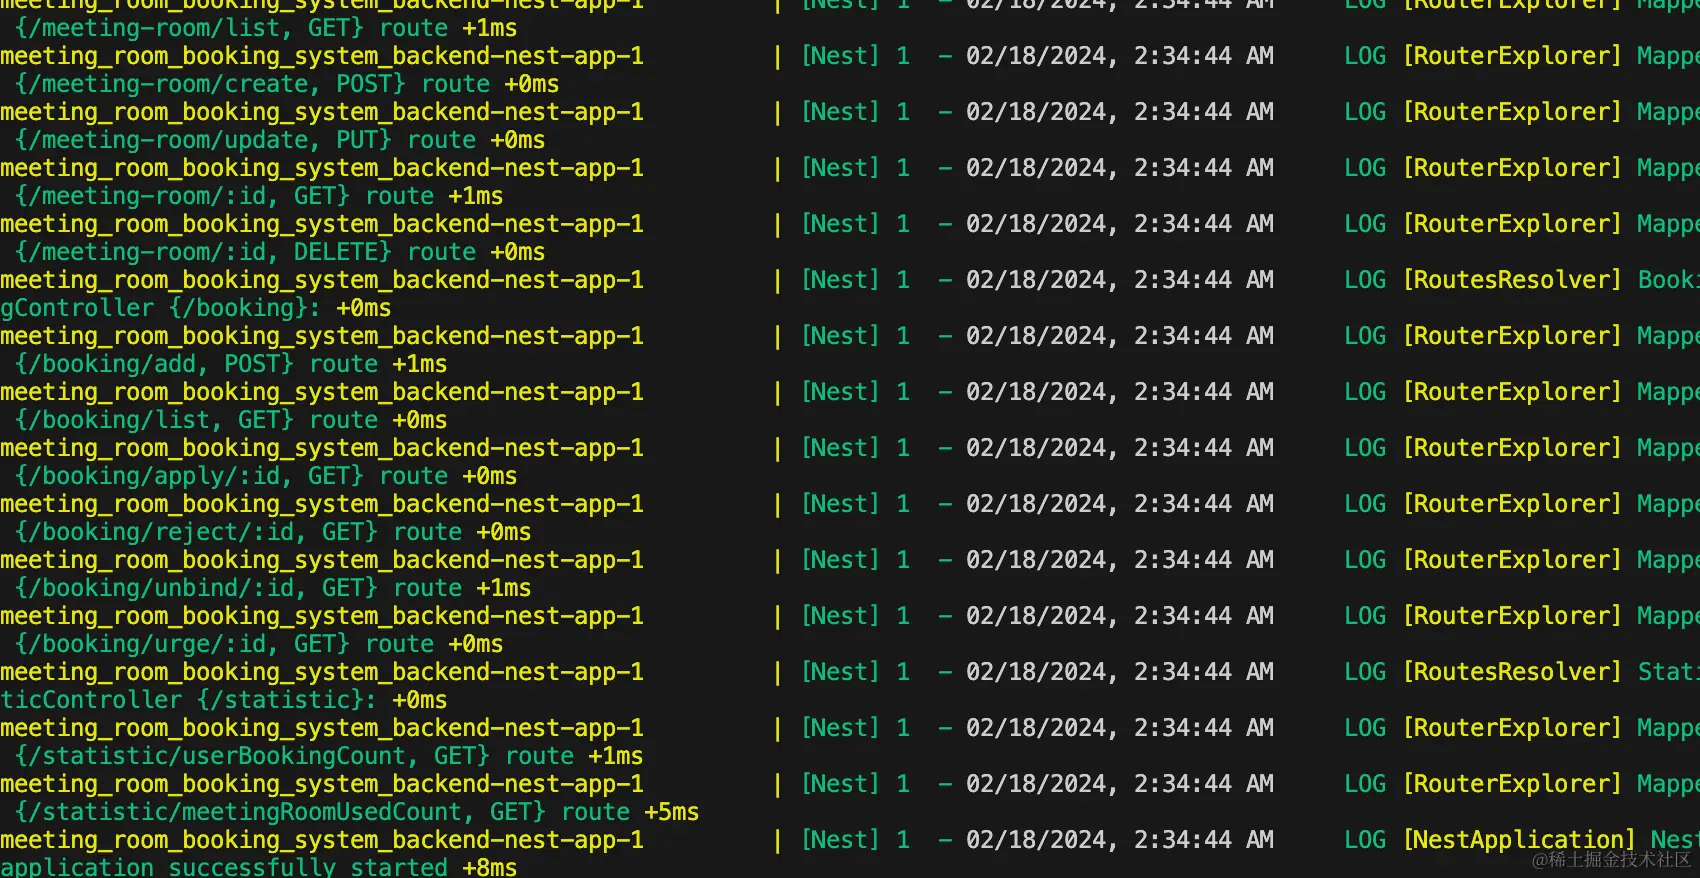 meeting_room_booking_system_backend-nest-app-1 | [Nest] 1 - 02/18/2024, 2:34:44 AM LOG [RouterExplorer] Mappe
{/meeting-room/list, GET} route +1ms
meeting_room_booking_system_backend-nest-app-1 | [Nest] 1 - 02/18/2024, 2:34:44 AM LOG [RouterExplorer] Mappe
{/meeting-room/create, POST} route +0ms
meeting_room_booking_system_backend-nest-app-1 | [Nest] 1 - 02/18/2024, 2:34:44 AM LOG [RouterExplorer] Mappe
{/meeting-room/update, PUT} route +0ms
meeting_room_booking_system_backend-nest-app-1 | [Nest] 1 - 02/18/2024, 2:34:44 AM LOG [RouterExplorer] Mappe
{/meeting-room/:id, GET} route +1ms
meeting_room_booking_system_backend-nest-app-1 | [Nest] 1 - 02/18/2024, 2:34:44 AM LOG [RouterExplorer] Mappe
{/meeting-room/:id, DELETE} route +0ms
meeting_room_booking_system_backend-nest-app-1 | [Nest] 1 - 02/18/2024, 2:34:44 AM LOG [RoutesResolver] Booki
gController {/booking}: +0ms
meeting_room_booking_system_backend-nest-app-1 | [Nest] 1 - 02/18/2024, 2:34:44 AM LOG [RouterExplorer] Mappe
{/booking/add, POST} route +1ms
meeting_room_booking_system_backend-nest-app-1 | [Nest] 1 - 02/18/2024, 2:34:44 AM LOG [RouterExplorer] Mappe
{/booking/list, GET} route +0ms
meeting_room_booking_system_backend-nest-app-1 | [Nest] 1 - 02/18/2024, 2:34:44 AM LOG [RouterExplorer] Mappe
{/booking/apply/:id, GET} route +0ms
meeting_room_booking_system_backend-nest-app-1 | [Nest] 1 - 02/18/2024, 2:34:44 AM LOG [RouterExplorer] Mappe
{/booking/reject/:id, GET} route +0ms
meeting_room_booking_system_backend-nest-app-1 | [Nest] 1 - 02/18/2024, 2:34:44 AM LOG [RouterExplorer] Mappe
{/booking/unbind/:id, GET} route +1ms
meeting_room_booking_system_backend-nest-app-1 | [Nest] 1 - 02/18/2024, 2:34:44 AM LOG [RouterExplorer] Mappe
{/booking/urge/:id, GET} route +0ms
meeting_room_booking_system_backend-nest-app-1 | [Nest] 1 - 02/18/2024, 2:34:44 AM LOG [RoutesResolver] Stati
ticController {/statistic}: +0ms
meeting_room_booking_system_backend-nest-app-1 | [Nest] 1 - 02/18/2024, 2:34:44 AM LOG [RouterExplorer] Mappe
{/statistic/userBookingCount, GET} route +1ms
meeting_room_booking_system_backend-nest-app-1 | [Nest] 1 - 02/18/2024, 2:34:44 AM LOG [RouterExplorer] Mappe
{/statistic/meetingRoomUsedCount, GET} route +5ms
meeting_room_booking_system_backend-nest-app-1 | [Nest] 1 - 02/18/2024, 2:34:44 AM LOG [NestApplication] Nest
application successfully started +8ms
@稀土掘金技术社区